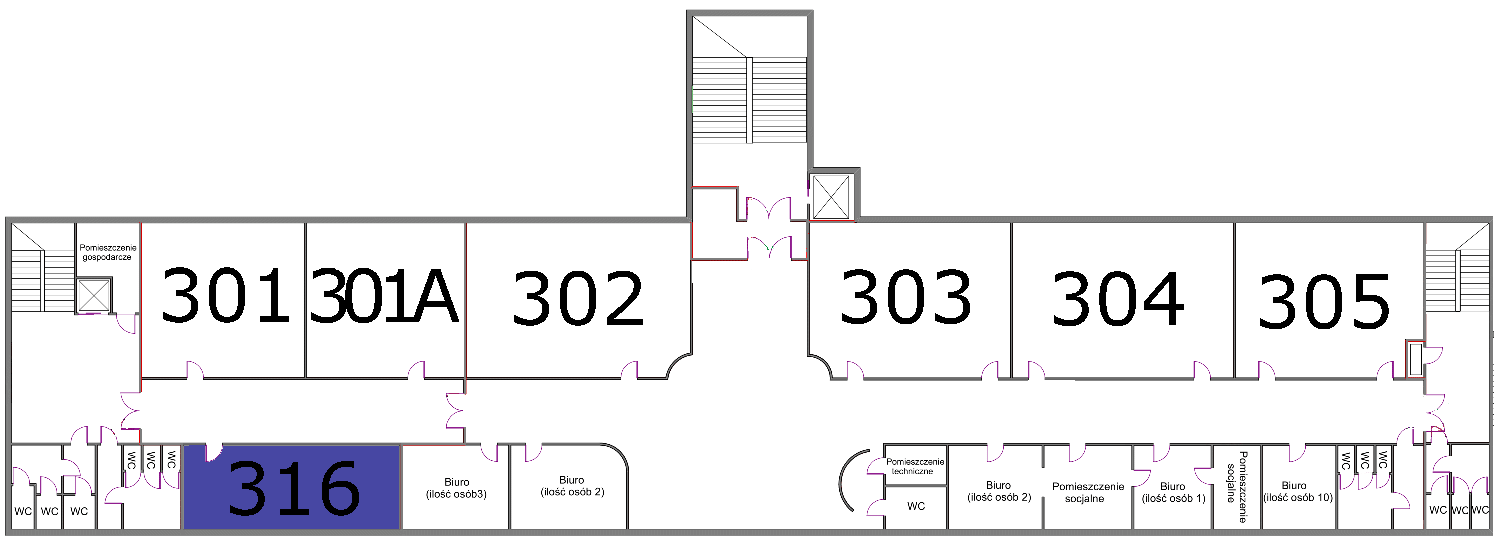 Pomieszczenie
gospodarcze
301
301A
302
303
304
305
WC
WC
WC
316
Biuro
(ilość osób3)
Biuro
(ilość osób 2)
Pomieszczenie
techniczne
WC
Biuro
(ilość osób 2)
Pomieszczenie
socjalne
Biuro
(ilość osób 1)
Pomieszczenie
socjalne
Biuro
(ilość osób 10)
WC
WC
WC
WC
WC
WC
WC
WC
WC